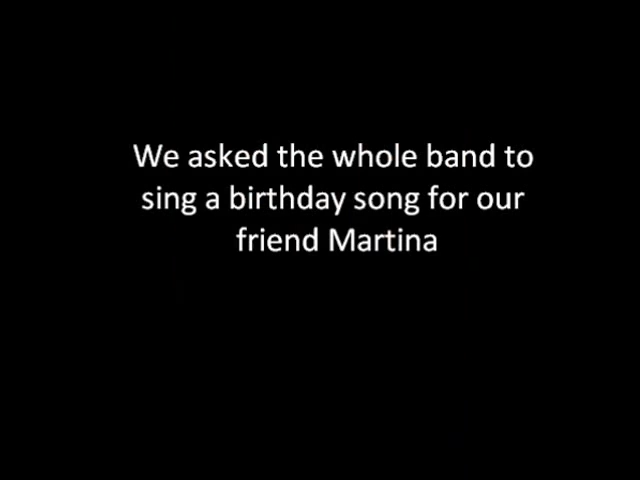 We asked the whole band to
sing a birthday song for our
friend Martina